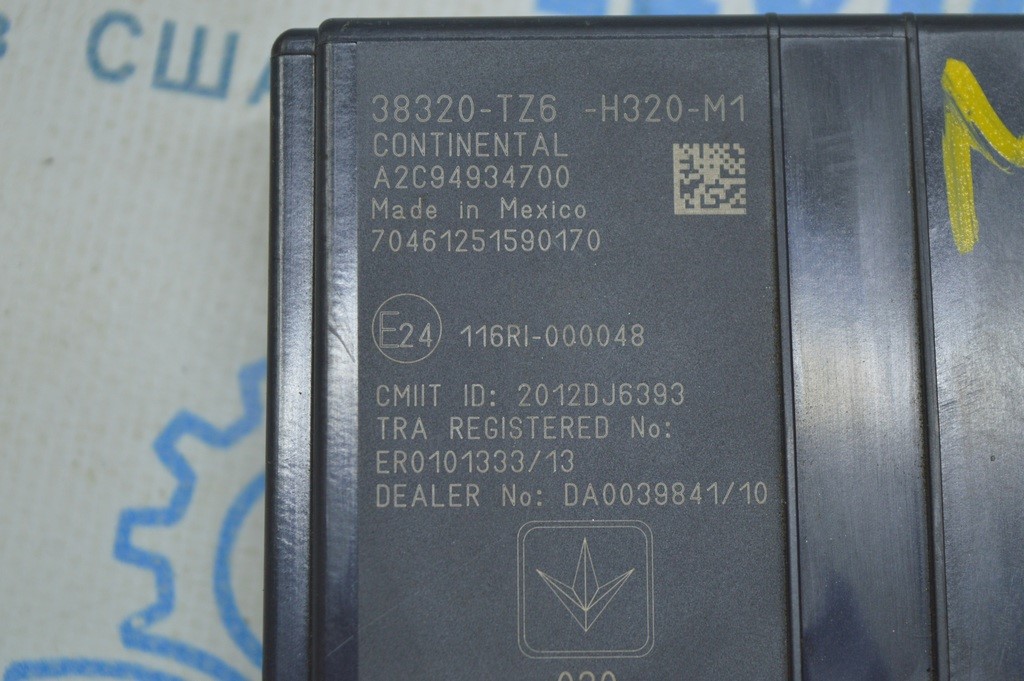 США
38320-TZ6 -H320-M1
CONTINENTAL
A2C94934700
Made in Mexico
70461251590170
E24 116RI-000048
CMIIT ID: 2012DJ6393
TRA REGISTERED No:
ER0101333/13
DEALER No: DA0039841/10